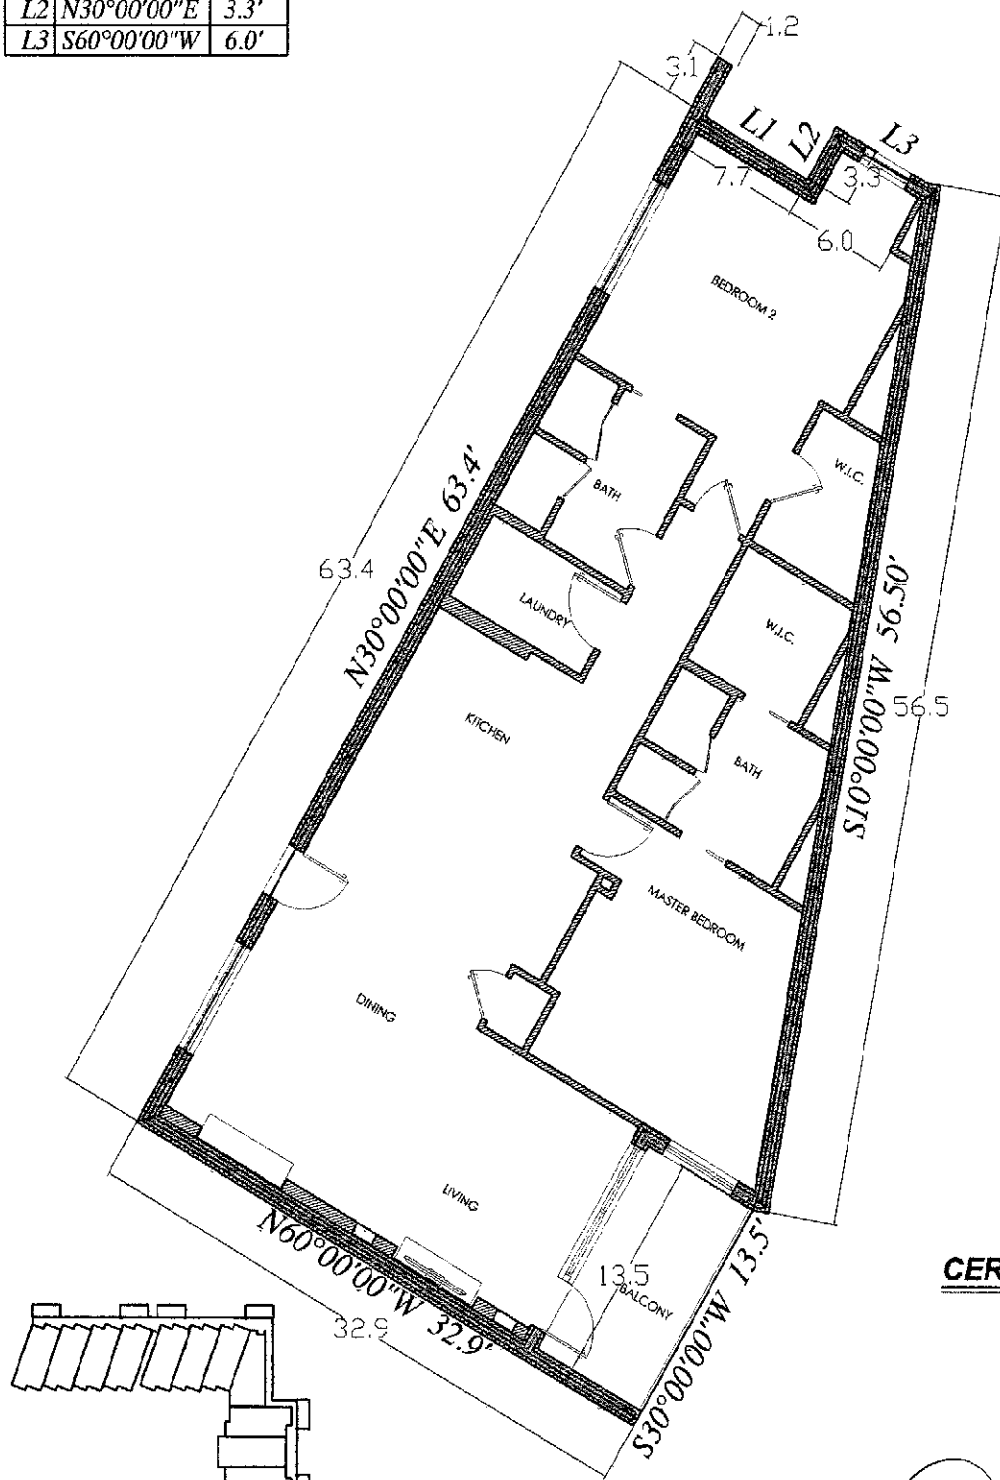 L2 N30°00'00"E 3.3'
L3 S60°00'00"W 6.0'
1.2
3.1
L1
L2
L3
7.7
3.3
6.0
BEDROOM 2
W.I.C.
BATH
N30°00'00"E 63.4'
63.4
LAUNDRY
W.I.C.
S10°00'00"W 56.50'
56.5
KITCHEN
BATH
MASTER BEDROOM
DINING
LIVING
N60°00'00"W 32.9'
32.9
13.5
BALCONY
S30°00'00"W 13.5'
CER